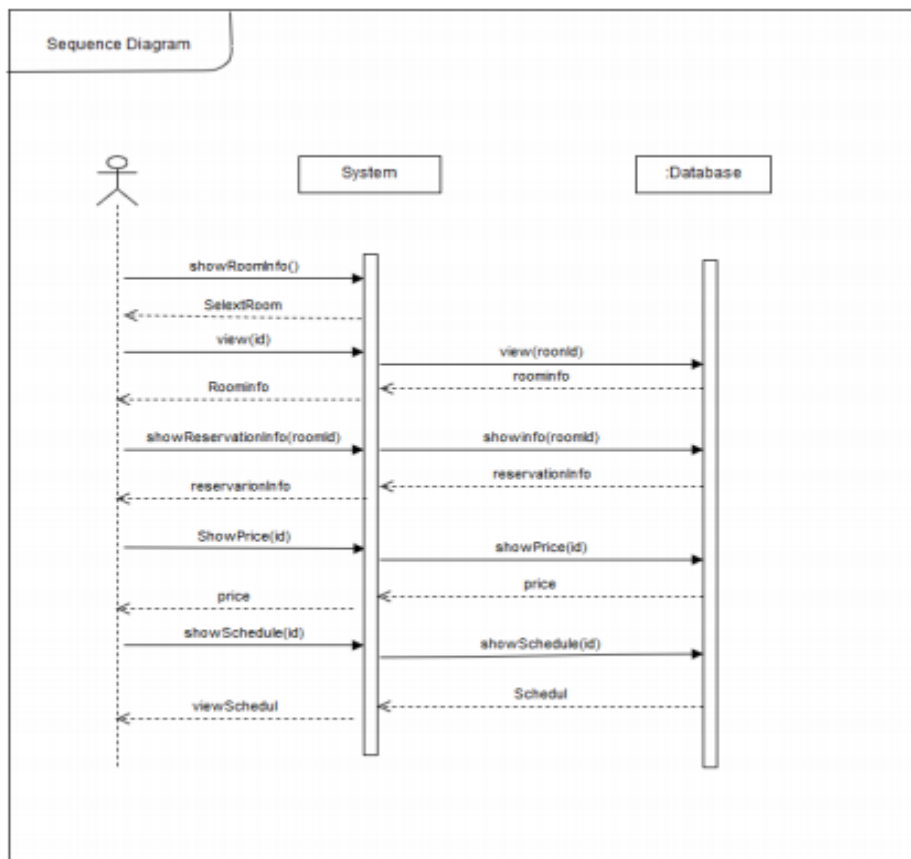 Sequence Diagram
System
:Database
showRoomInfo()
SelextRoom
view(id)
view(roonId)
roominfo
Roominfo
showReservationInfo(roomId)
showinfo(roomId)
reservationInfo
reservarionInfo
ShowPrice(id)
showPrice(id)
price
price
showSchedule(id)
showSchedule(id)
Schedul
viewSchedul